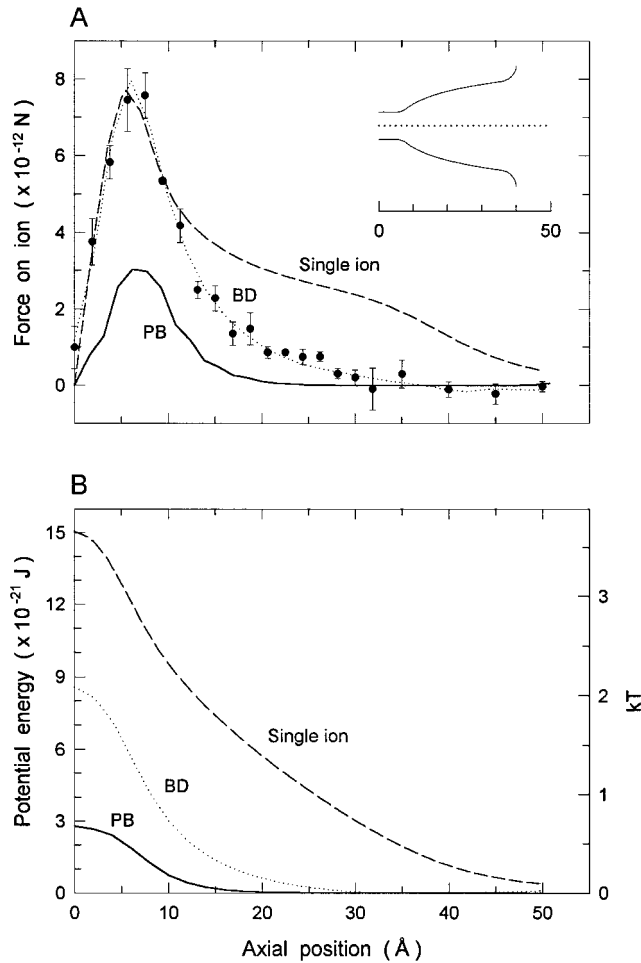 A
Force on ion ( x 10⁻¹² N)
8
6
4
2
0
Single ion
BD
PB
0
50
B
Potential energy ( x 10⁻²¹ J)
15
12
9
6
3
0
3
2
1
0
kT
Single ion
BD
PB
0
10
20
30
40
50
Axial position (Å)